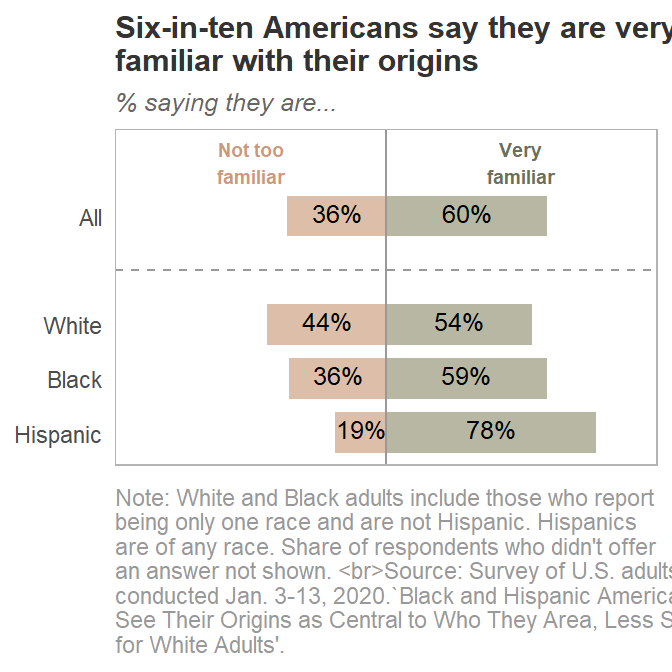 Six-in-ten Americans say they are very
familiar with their origins
% saying they are...
Not too
familiar
Very
familiar
All
36%
60%
White
44%
54%
Black
36%
59%
Hispanic
19%
78%
Note: White and Black adults include those who report
being only one race and are not Hispanic. Hispanics
are of any race. Share of respondents who didn't offer
an answer not shown. <br>Source: Survey of U.S. adults
conducted Jan. 3-13, 2020.`Black and Hispanic America
See Their Origins as Central to Who They Area, Less S
for White Adults'.